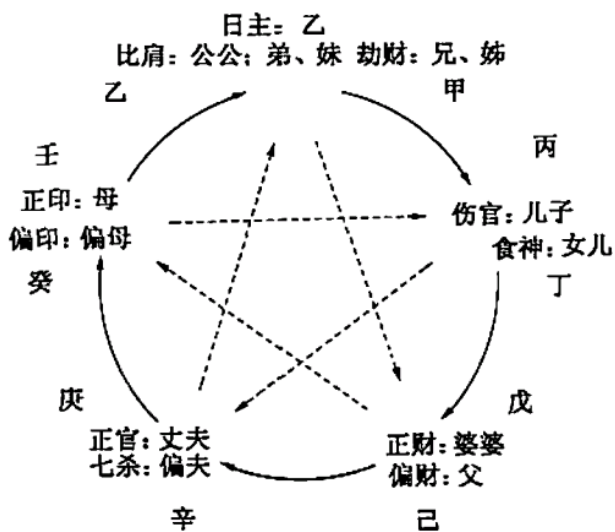 日主：乙
比肩：公公；弟、妹 劫财：兄、姊
乙
甲
壬
丙
正印：母
偏印：偏母
伤官：儿子
食神：女儿
癸
丁
庚
戊
正官：丈夫
七杀：偏夫
正财：婆婆
偏财：父
辛
己